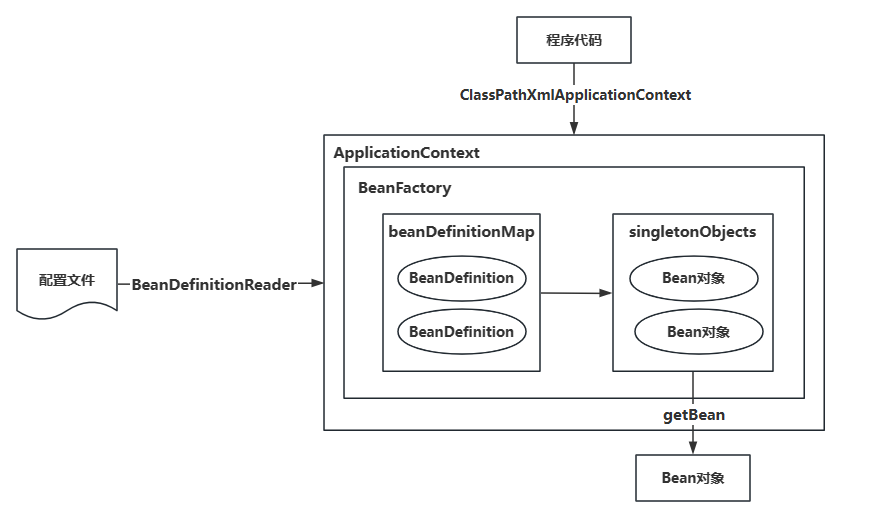 程序代码
ClassPathXmlApplicationContext
ApplicationContext
BeanFactory
beanDefinitionMap
singletonObjects
配置文件
BeanDefinitionReader
BeanDefinition
Bean对象
BeanDefinition
Bean对象
getBean
Bean对象